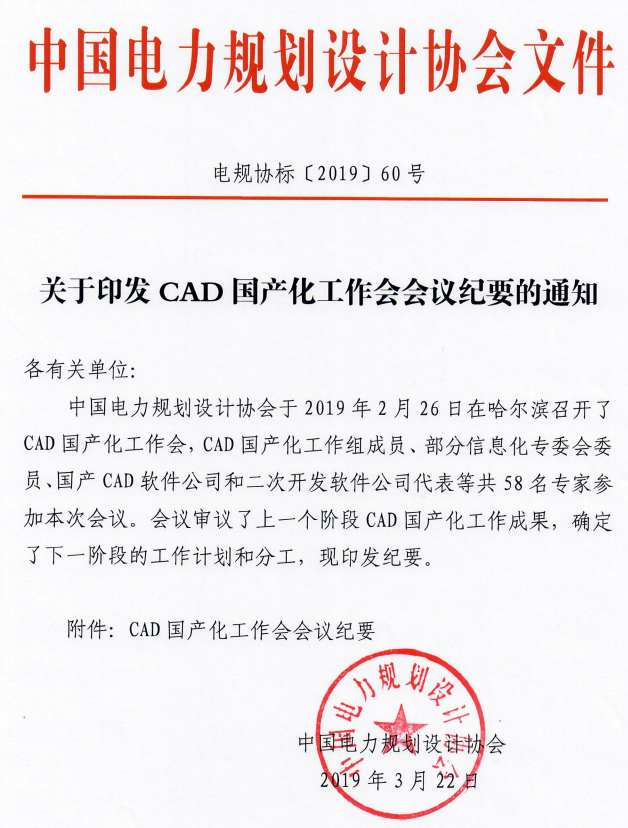 中国电力规划设计协会文件
电规协标〔2019〕60号
关于印发CAD国产化工作会会议纪要的通知
各有关单位：
中国电力规划设计协会于2019年2月26日在哈尔滨召开了
CAD国产化工作会，CAD国产化工作组成员、部分信息化专委会委
员、国产CAD软件公司和二次开发软件公司代表等共58名专家参
加本次会议。会议审议了上一个阶段CAD国产化工作成果，确定
了下一阶段的工作计划和分工，现印发纪要。
附件：CAD国产化工作会会议纪要
中国电力规划设计协会
中国电力规划设计协会
2019年3月22日